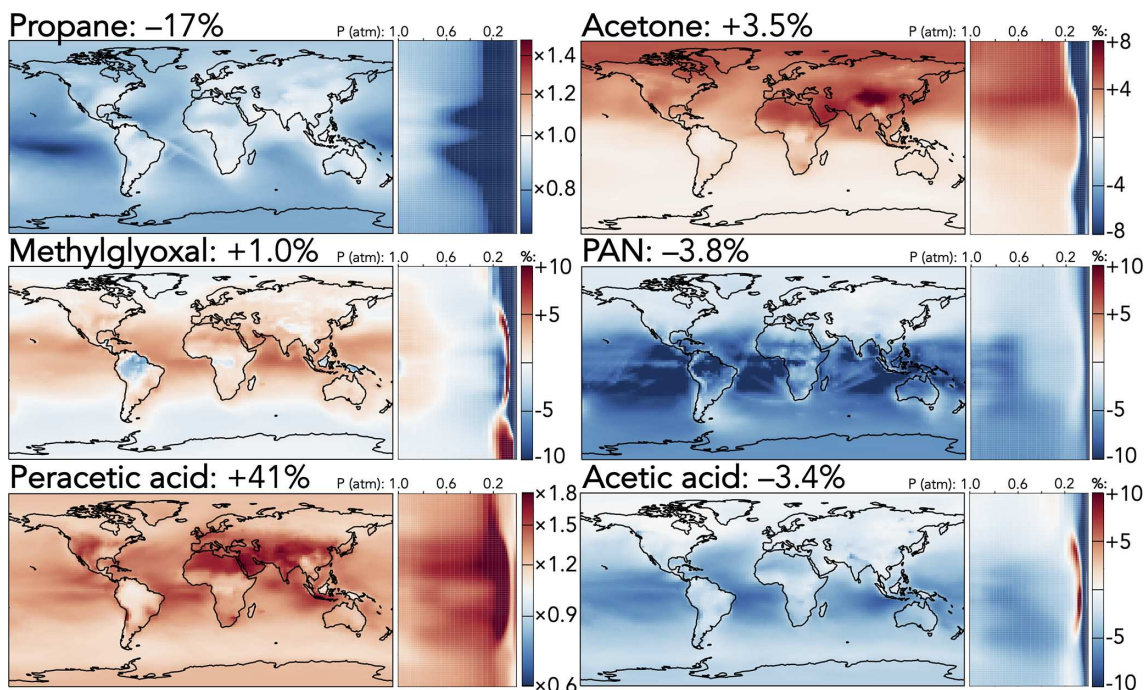 Propane: –17%
P (atm): 1.0 0.6 0.2
×1.4
×1.2
×1.0
×0.8
Acetone: +3.5%
P (atm): 1.0 0.6 0.2 %:
+8
+4
-4
-8
Methylglyoxal: +1.0%
P (atm): 1.0 0.6 0.2 %:
+10
+5
-5
-10
PAN: –3.8%
P (atm): 1.0 0.6 0.2 %:
+10
+5
-5
-10
Peracetic acid: +41%
P (atm): 1.0 0.6 0.2
×1.8
×1.5
×1.2
×0.9
×0.6
Acetic acid: –3.4%
P (atm): 1.0 0.6 0.2 %:
+10
+5
-5
-10